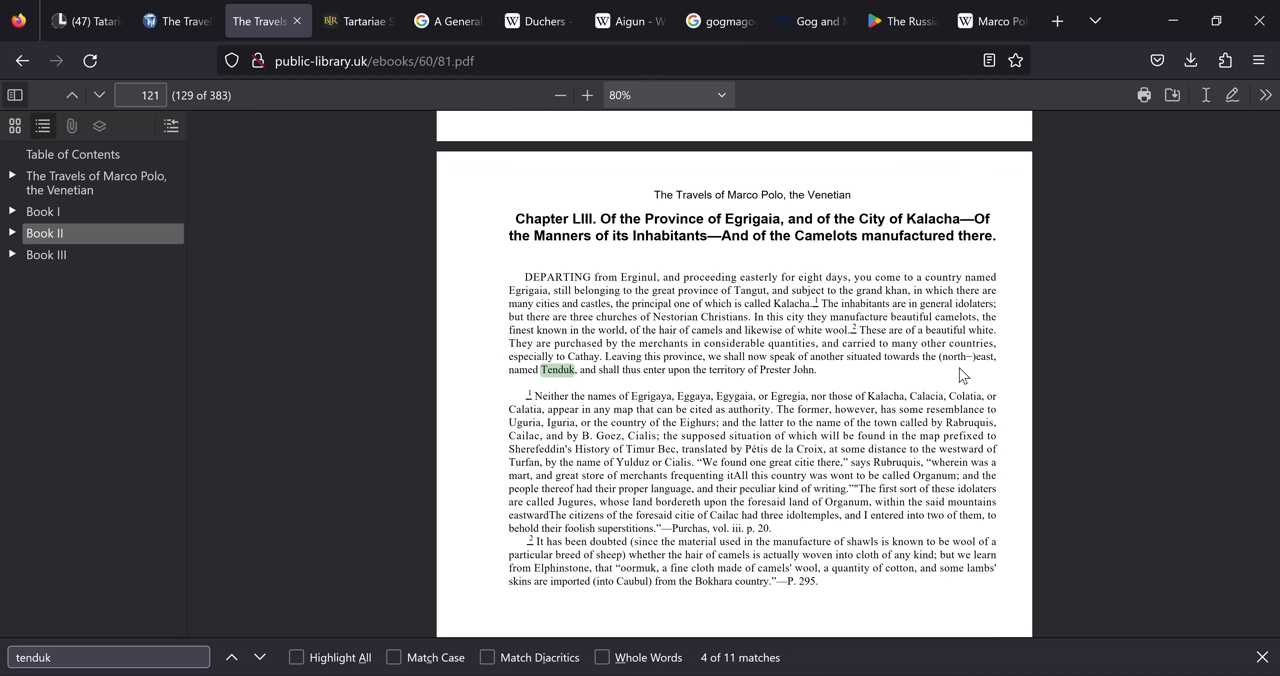 (47) Tatari
The Travel
The Travels
Tartariae S
A General
Duchers -
Aigun - W
gogmago
Gog and M
The Russia
Marco Pol
public-library.uk/ebooks/60/81.pdf
121 (129 of 383)
80%
Table of Contents
The Travels of Marco Polo,
the Venetian
Book I
Book II
Book III
The Travels of Marco Polo, the Venetian
Chapter LIII. Of the Province of Egrigaia, and of the City of Kalacha—Of
the Manners of its Inhabitants—And of the Camelots manufactured there.
DEPARTING from Erginul, and proceeding easterly for eight days, you come to a country named
Egrigaia, still belonging to the great province of Tangut, and subject to the grand khan, in which there are
many cities and castles, the principal one of which is called Kalacha.1 The inhabitants are in general idolaters;
but there are three churches of Nestorian Christians. In this city they manufacture beautiful camelots, the
finest known in the world, of the hair of camels and likewise of white wool.2 These are of a beautiful white.
They are purchased by the merchants in considerable quantities, and carried to many other countries,
especially to Cathay. Leaving this province, we shall now speak of another situated towards the (north−)east,
named Tenduk, and shall thus enter upon the territory of Prester John.
1 Neither the names of Egrigaya, Eggaya, Egygaia, or Egregia, nor those of Kalacha, Calacia, Colatia, or
Calatia, appear in any map that can be cited as authority. The former, however, has some resemblance to
Uguria, Iguria, or the country of the Eighurs; and the latter to the name of the town called by Rabruquis,
Cailac, and by B. Goez, Cialis; the supposed situation of which will be found in the map prefixed to
Sherefeddin's History of Timur Bec, translated by Pétis de la Croix, at some distance to the westward of
Turfan, by the name of Yulduz or Cialis. “We found one great citie there,” says Rubruquis, “wherein was a
mart, and great store of merchants frequenting itAll this country was wont to be called Organum; and the
people thereof had their proper language, and their peculiar kind of writing.”"The first sort of these idolaters
are called Jugures, whose land bordereth upon the foresaid land of Organum, within the said mountains
eastwardThe citizens of the foresaid citie of Cailac had three idoltemples, and I entered into two of them, to
behold their foolish superstitions.”—Purchas, vol. iii. p. 20.
2 It has been doubted (since the material used in the manufacture of shawls is known to be wool of a
particular breed of sheep) whether the hair of camels is actually woven into cloth of any kind; but we learn
from Elphinstone, that “oormuk, a fine cloth made of camels' wool, a quantity of cotton, and some lambs'
skins are imported (into Caubul) from the Bokhara country.”—P. 295.
tenduk
Highlight All
Match Case
Match Diacritics
Whole Words
4 of 11 matches